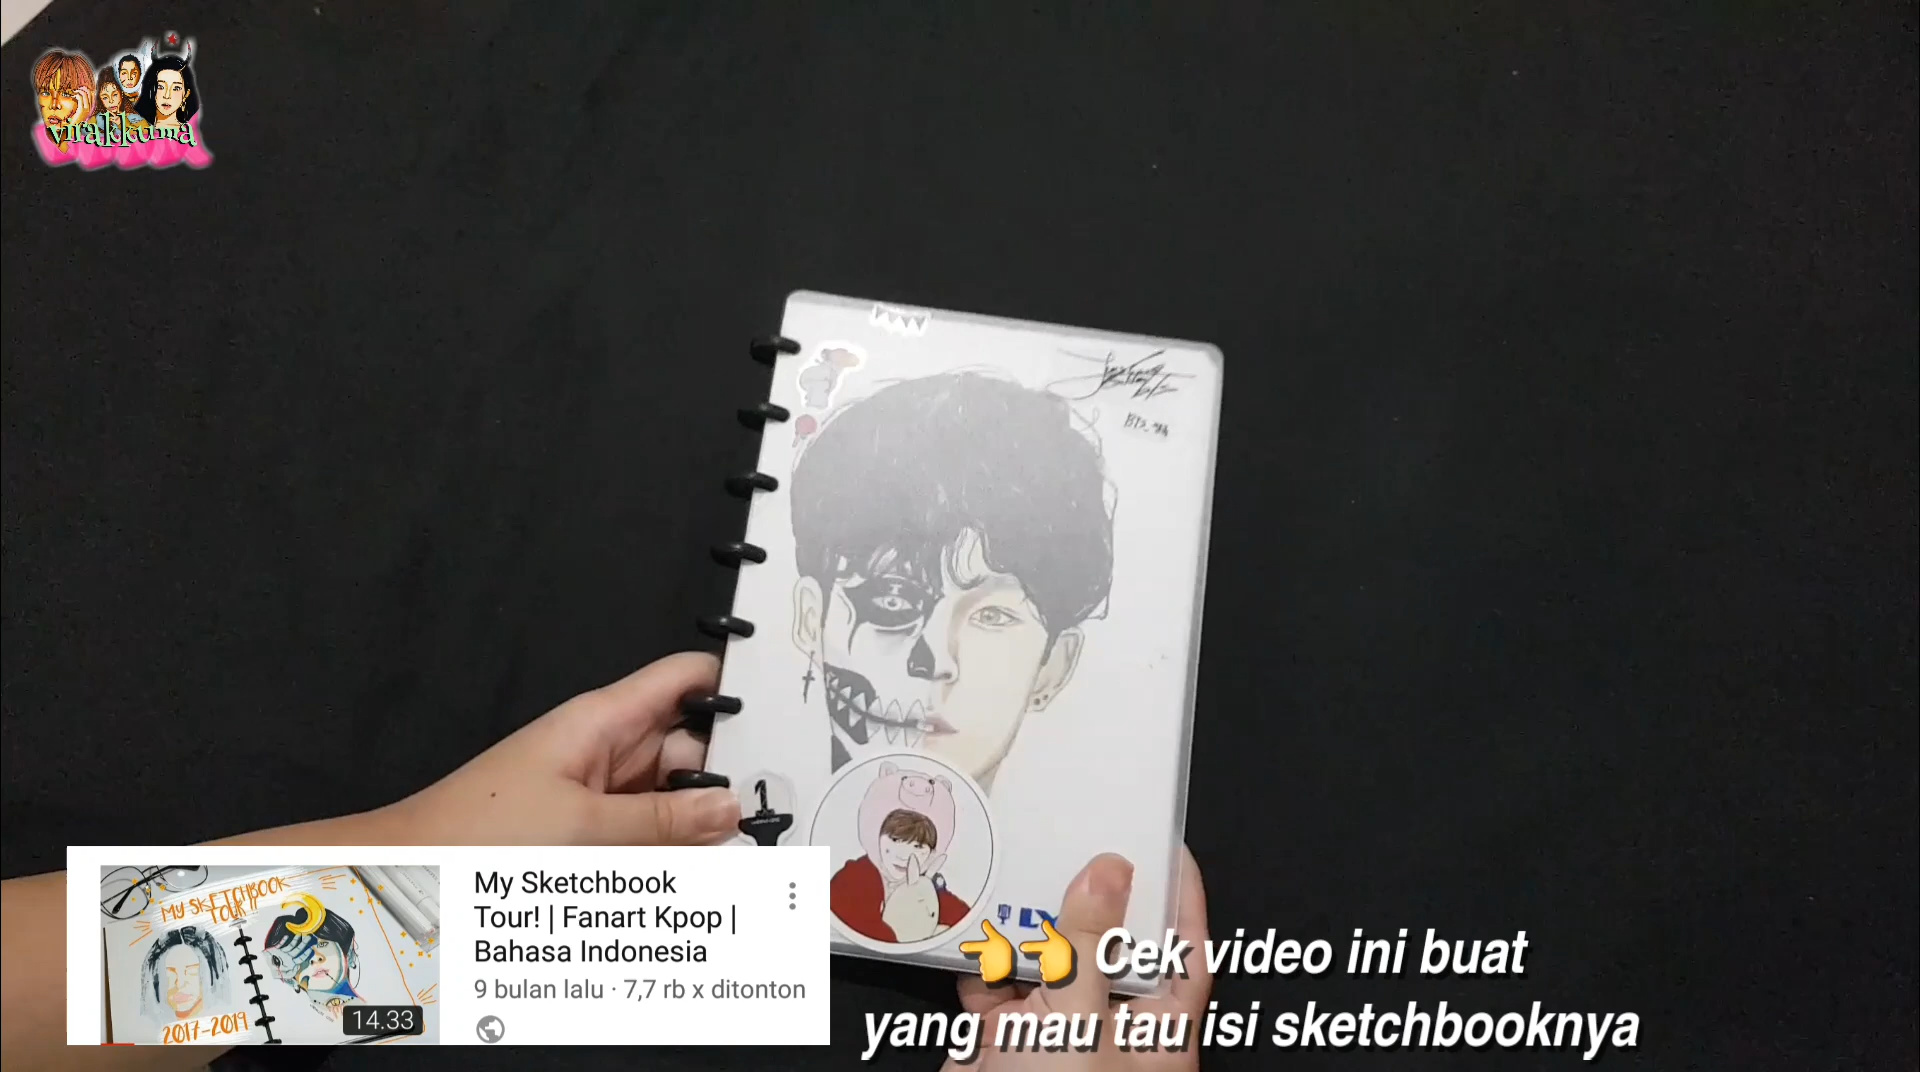 virakkuma
1
MY SKETCHBOOK
TOUR!!
2017-2019
14.33
My Sketchbook
Tour! | Fanart Kpop |
Bahasa Indonesia
9 bulan lalu · 7,7 rb x ditonton
👈👈 Cek video ini buat
yang mau tau isi sketchbooknya